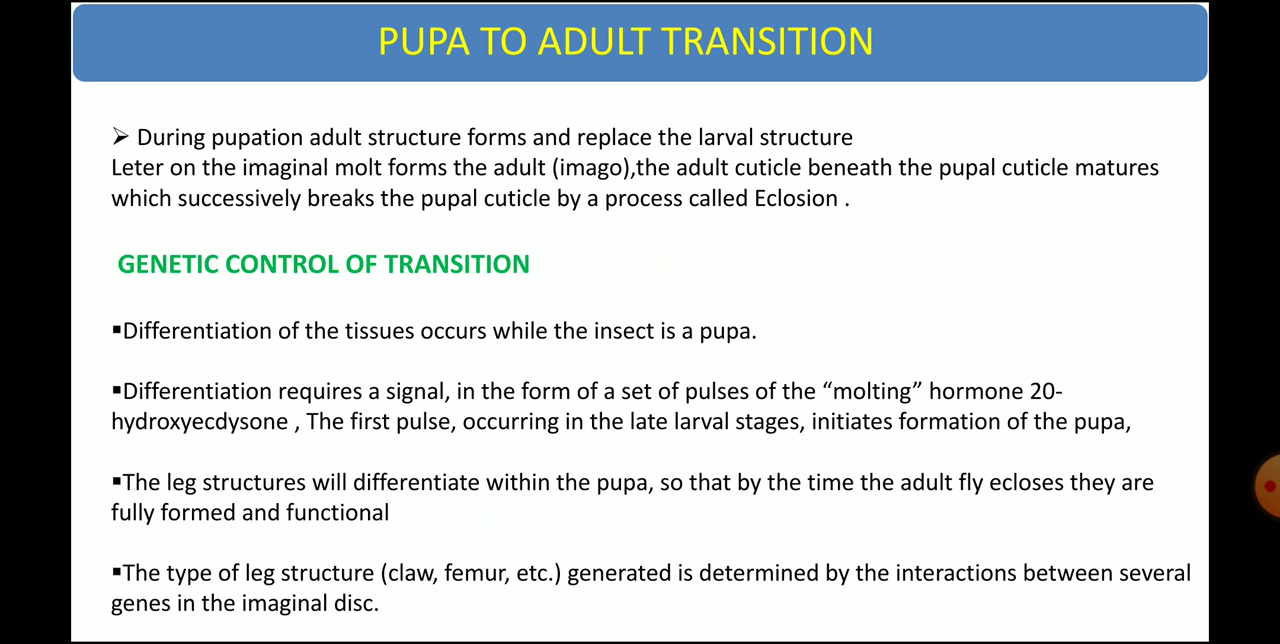 PUPA TO ADULT TRANSITION
➢ During pupation adult structure forms and replace the larval structure
Leter on the imaginal molt forms the adult (imago),the adult cuticle beneath the pupal cuticle matures
which successively breaks the pupal cuticle by a process called Eclosion .
GENETIC CONTROL OF TRANSITION
▪Differentiation of the tissues occurs while the insect is a pupa.
▪Differentiation requires a signal, in the form of a set of pulses of the “molting” hormone 20-
hydroxyecdysone , The first pulse, occurring in the late larval stages, initiates formation of the pupa,
▪The leg structures will differentiate within the pupa, so that by the time the adult fly ecloses they are
fully formed and functional
▪The type of leg structure (claw, femur, etc.) generated is determined by the interactions between several
genes in the imaginal disc.